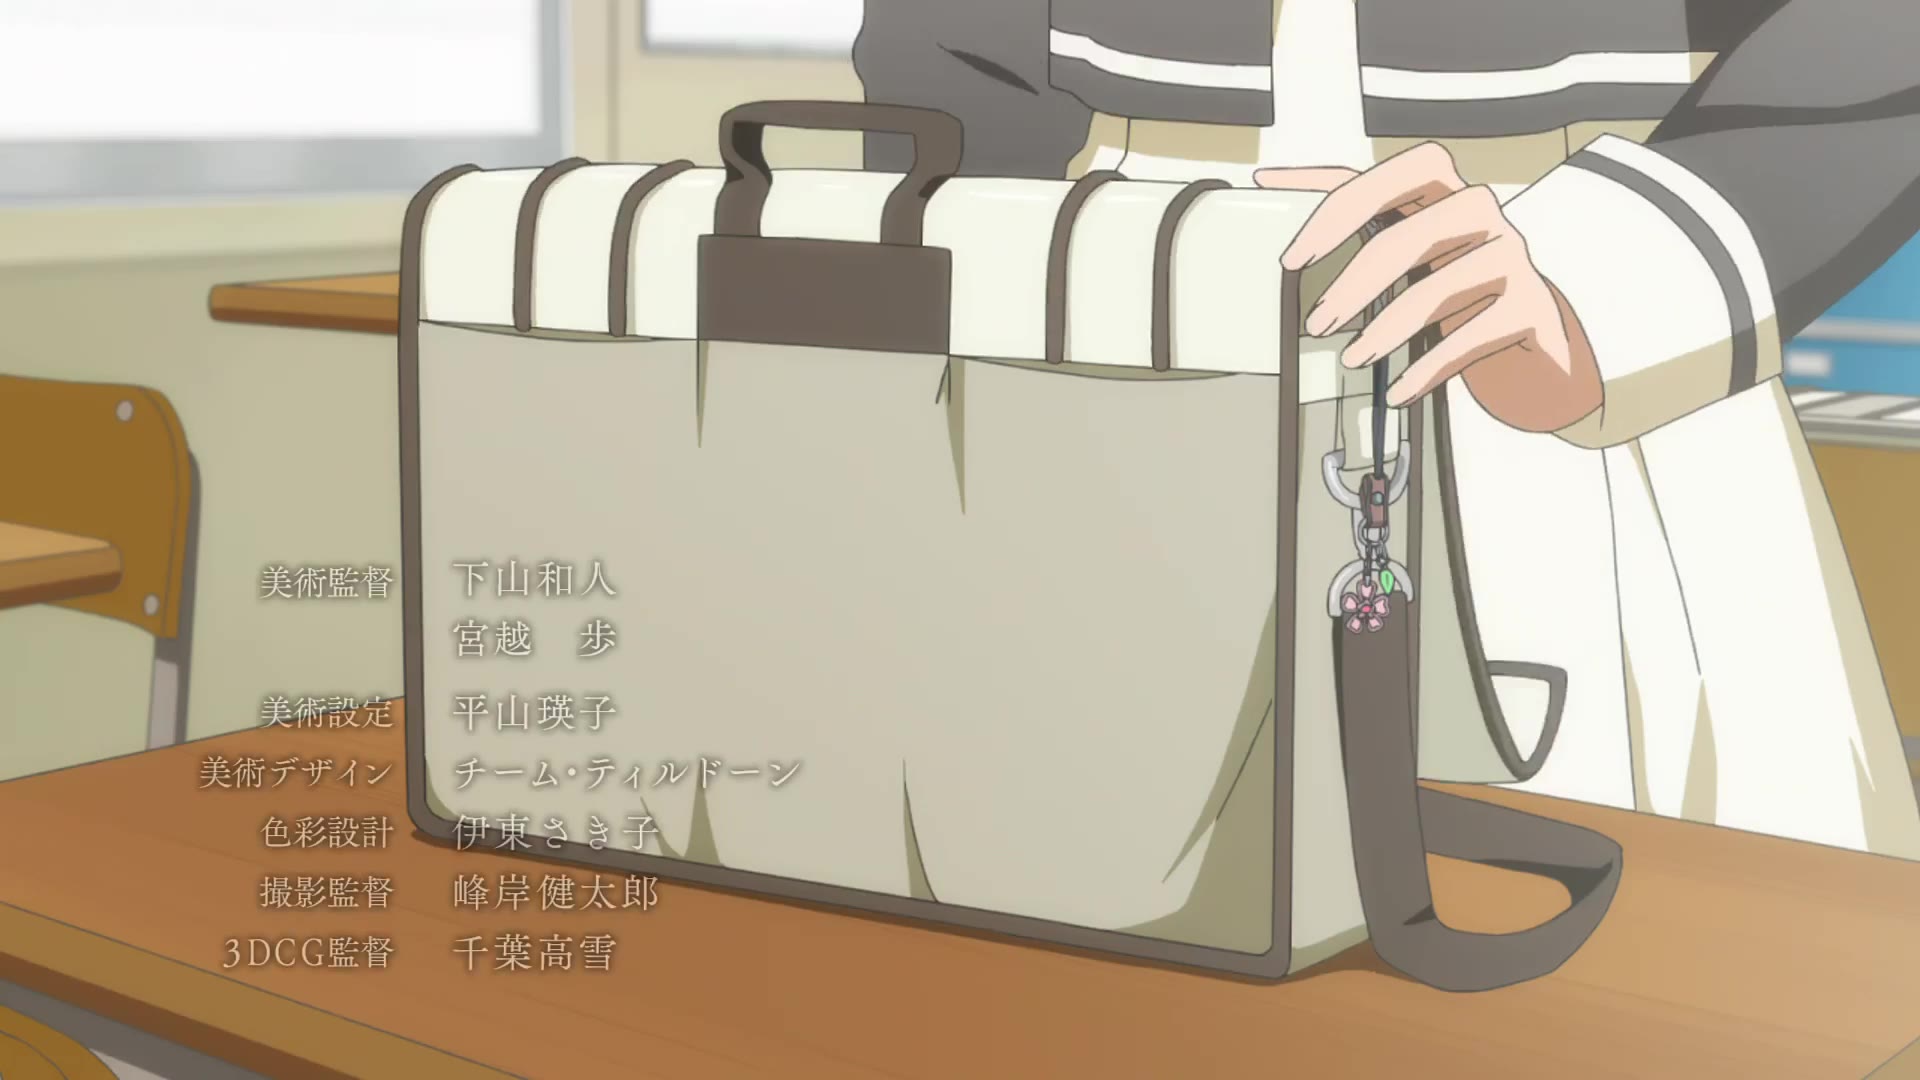 美術監督 下山和人
宮越 歩
美術設定 平山瑛子
美術デザイン チーム・ティルドーン
色彩設計 伊東さき子
撮影監督 峰岸健太郎
3DCG監督 千葉高雪